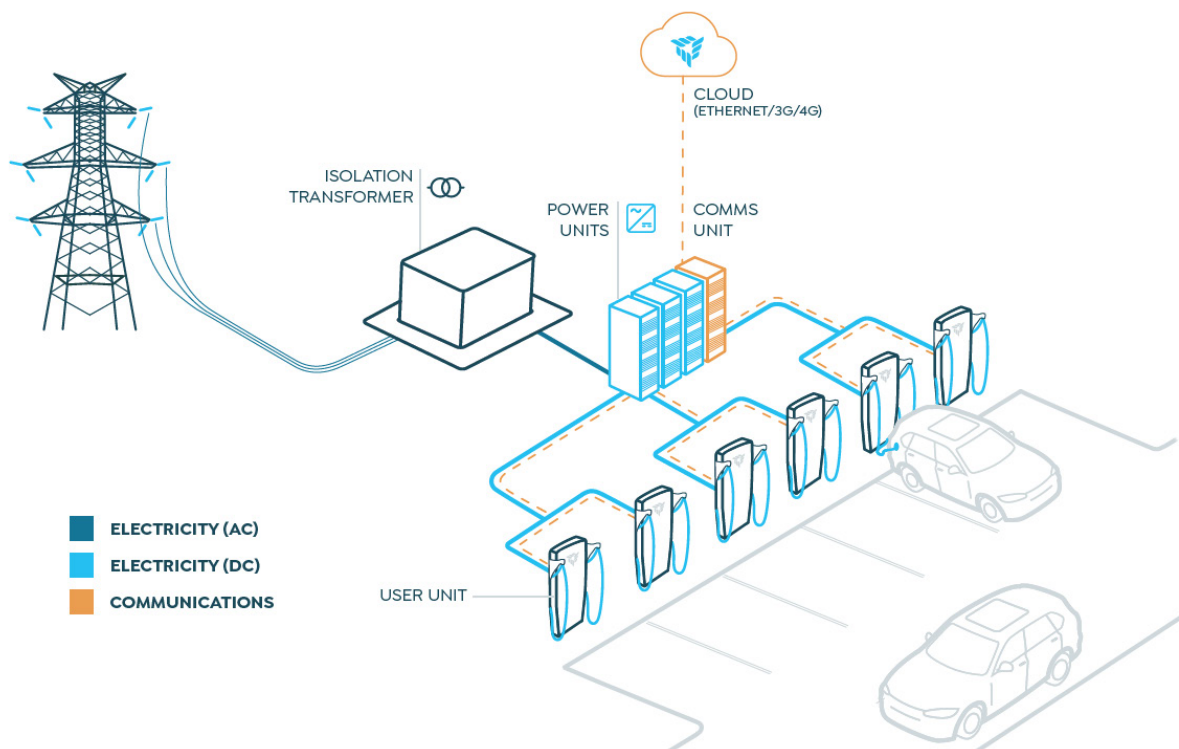 CLOUD
(ETHERNET/3G/4G)
ISOLATION
TRANSFORMER
POWER
UNITS
COMMS
UNIT
ELECTRICITY (AC)
ELECTRICITY (DC)
COMMUNICATIONS
USER UNIT